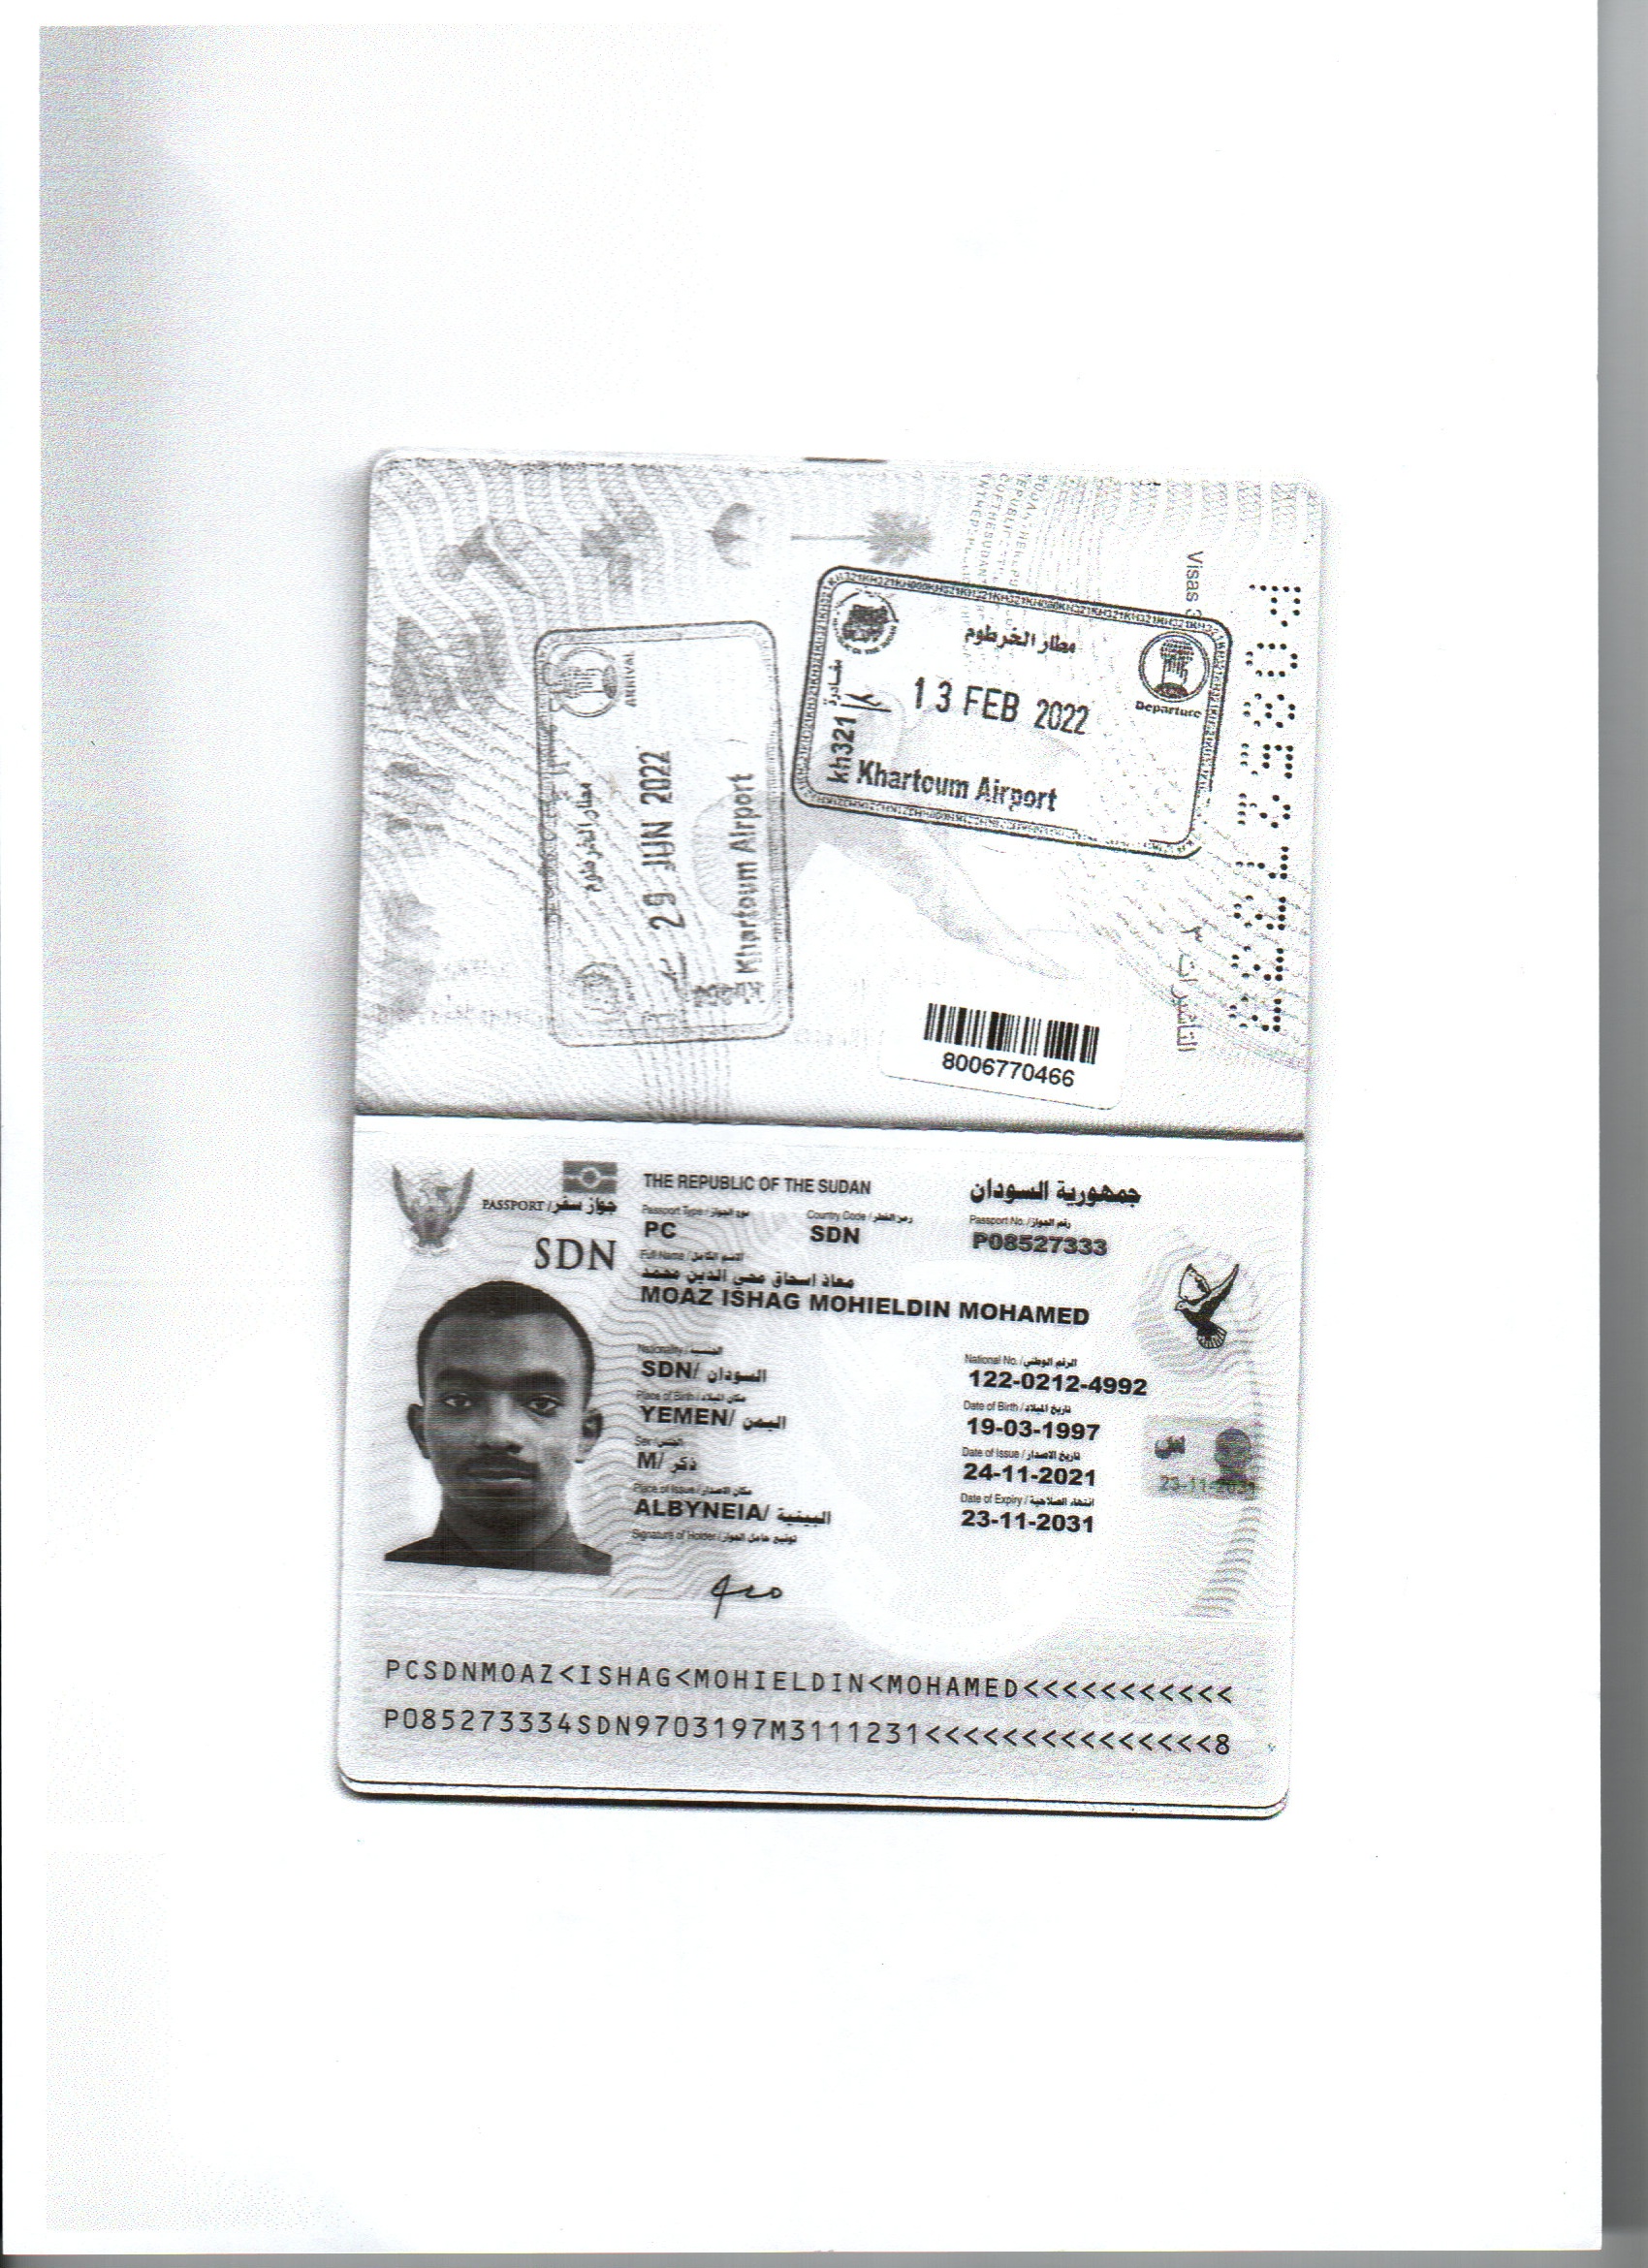 Visas 3
التأشيرات ٣
مطار الخرطوم
13 FEB 2022
Departure
مغادرة
kh321
Khartoum Airport
ARRIVAL
مطار الخرطوم
29 JUN 2022
Khartoum Airport
8006770466
PASSPORT / جواز سفر
SDN
THE REPUBLIC OF THE SUDAN
جمهورية السودان
Passport Type / نوع الجواز
Country Code / رمز القطر
Passport No. / رقم الجواز
PC
SDN
P08527333
Full Name / الاسم الكامل
معاذ اسحاق محى الدين محمد
MOAZ ISHAG MOHIELDIN MOHAMED
Nationality / الجنسية
National No. / الرقم الوطني
SDN/ السودان
122-0212-4992
Place of Birth / مكان الميلاد
Date of Birth / تاريخ الميلاد
YEMEN/ اليمن
19-03-1997
Sex / الجنس
Date of Issue / تاريخ الاصدار
M/ ذكر
24-11-2021
Place of Issue / مكان الاصدار
Date of Expiry / انتهاء الصلاحية
ALBYNEIA/ البينية
23-11-2031
Signature of Holder / توقيع حامل الجواز
23-11-2031
PCSDNMOAZ<ISHAG<MOHIELDIN<MOHAMED<<<<<<<<<<<
P085273334SDN9703197M3111231<<<<<<<<<<<<<<<8